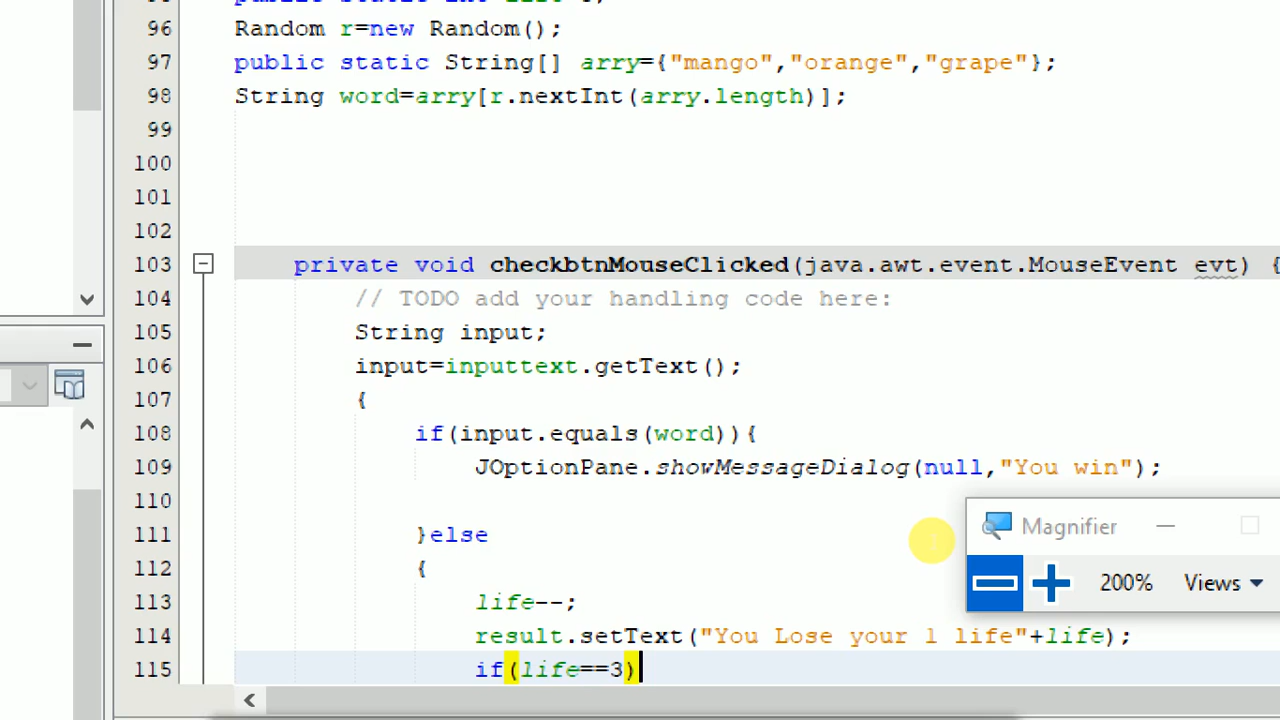 96 Random r=new Random();
97 public static String[] arry={"mango","orange","grape"};
98 String word=arry[r.nextInt(arry.length)];
99
100
101
102
103 private void checkbtnMouseClicked(java.awt.event.MouseEvent evt) {
104 // TODO add your handling code here:
105 String input;
106 input=inputtext.getText();
107 {
108 if(input.equals(word)){
109 JOptionPane.showMessageDialog(null,"You win");
110
111 }else
112 {
113 life--;
114 result.setText("You Lose your 1 life"+life);
115 if(life==3)
Magnifier
200% Views